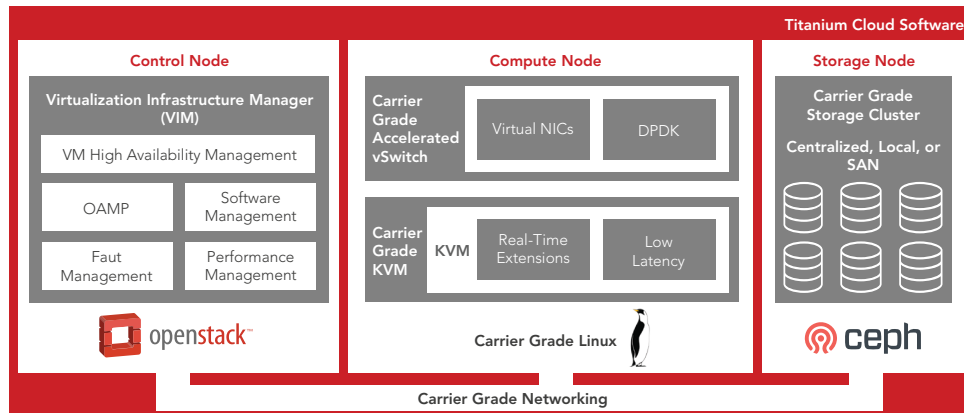 Titanium Cloud Software
Control Node
Virtualization Infrastructure Manager
(VIM)
VM High Availability Management
OAMP
Software
Management
Faut
Management
Performance
Management
openstack™
Compute Node
Carrier
Grade
Accelerated
vSwitch
Virtual NICs
DPDK
Carrier
Grade
KVM
KVM
Real-Time
Extensions
Low
Latency
Carrier Grade Linux
Storage Node
Carrier Grade
Storage Cluster
Centralized, Local, or
SAN
ceph
Carrier Grade Networking